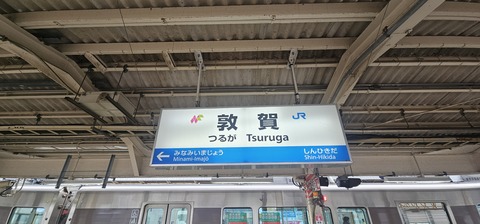 敦賀
つるが Tsuruga
JR
みなみいまじょう
Minami-Imajō
しんひきだ
Shin-Hikida